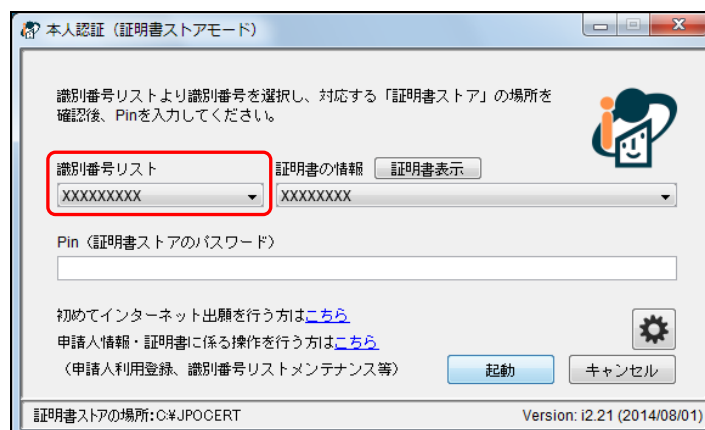 本人認証（証明書ストアモード）
識別番号リストより識別番号を選択し、対応する「証明書ストア」の場所を
確認後、Pinを入力してください。
識別番号リスト
証明書の情報 証明書表示
XXXXXXXXX
XXXXXXXX
Pin（証明書ストアのパスワード）
初めてインターネット出願を行う方はこちら
申請人情報・証明書に係る操作を行う方はこちら
（申請人利用登録、識別番号リストメンテナンス等）
起動 キャンセル
証明書ストアの場所:C:¥JPOCERT
Version: i2.21 (2014/08/01)